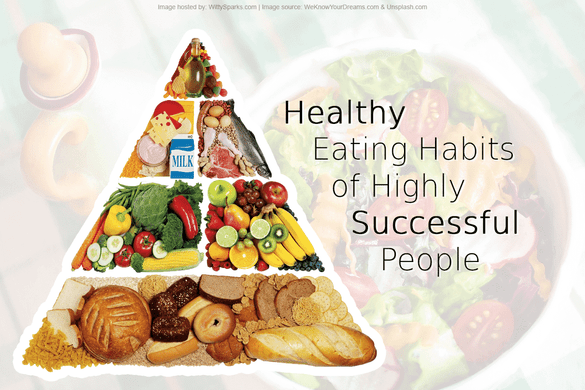 Image hosted by: WittySparks.com | Image source: WeKnowYourDreams.com & Unsplash.com
Healthy
Eating Habits
of Highly
Successful
People
MILK